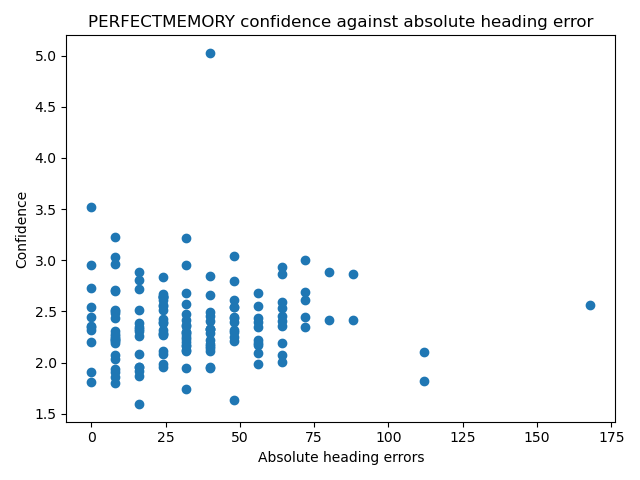 PERFECTMEMORY confidence against absolute heading error
5.0
4.5
4.0
3.5
3.0
2.5
2.0
1.5
Confidence
0 25 50 75 100 125 150 175
Absolute heading errors